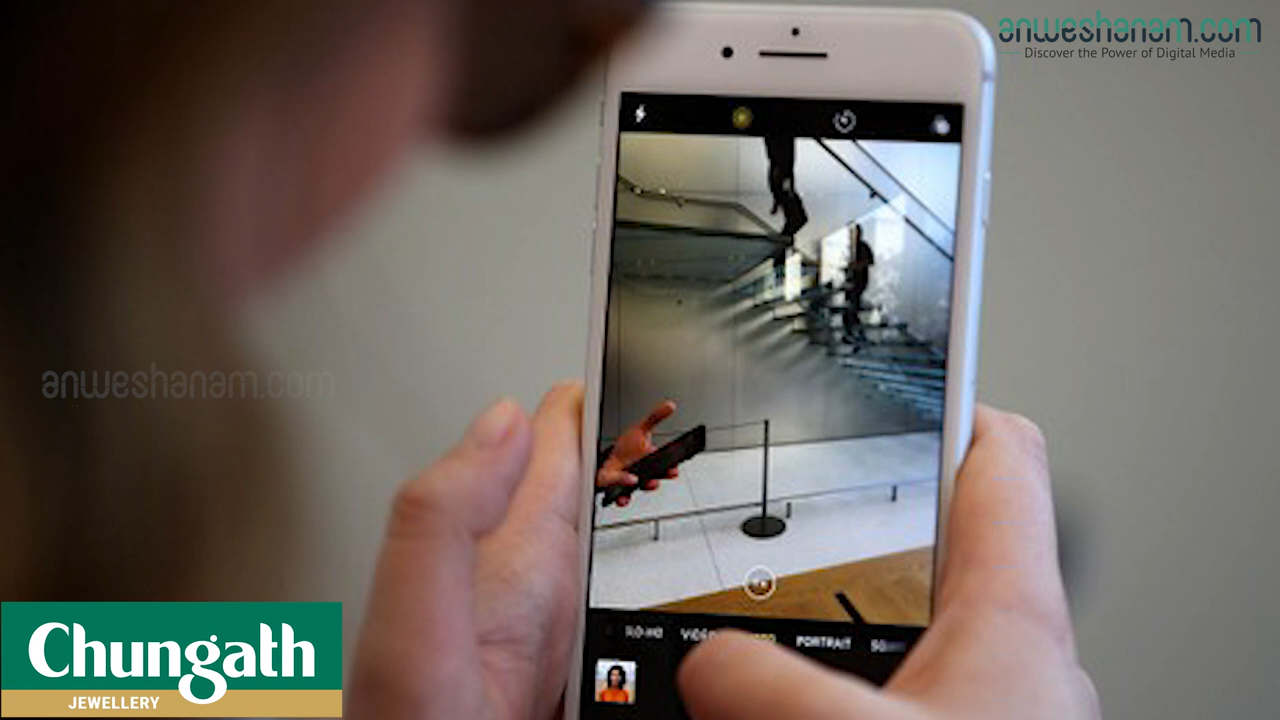 anweshanam.com
Discover the Power of Digital Media
anweshanam.com
PORTRAIT
Chungath
JEWELLERY